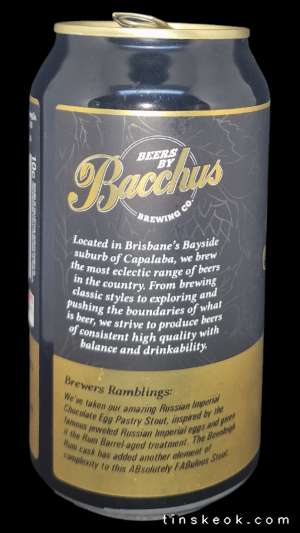 BEERS
BY
Bacchus
BREWING CO.
Located in Brisbane's Bayside
suburb of Capalaba, we brew
the most eclectic range of beers
in the country. From brewing
classic styles to exploring and
pushing the boundaries of what
is beer, we strive to produce beers
of consistent high quality with
balance and drinkability.
Brewers Ramblings:
We've taken our amazing Russian Imperial
Chocolate Egg Pastry Stout, inspired by the
famous jeweled Russian Imperial eggs and gave
it the Rum Barrel-aged treatment. The Beenleigh
Rum cask has added another element of
complexity to this ABsolutely FABulous Stout.
10c
tinskeok.com